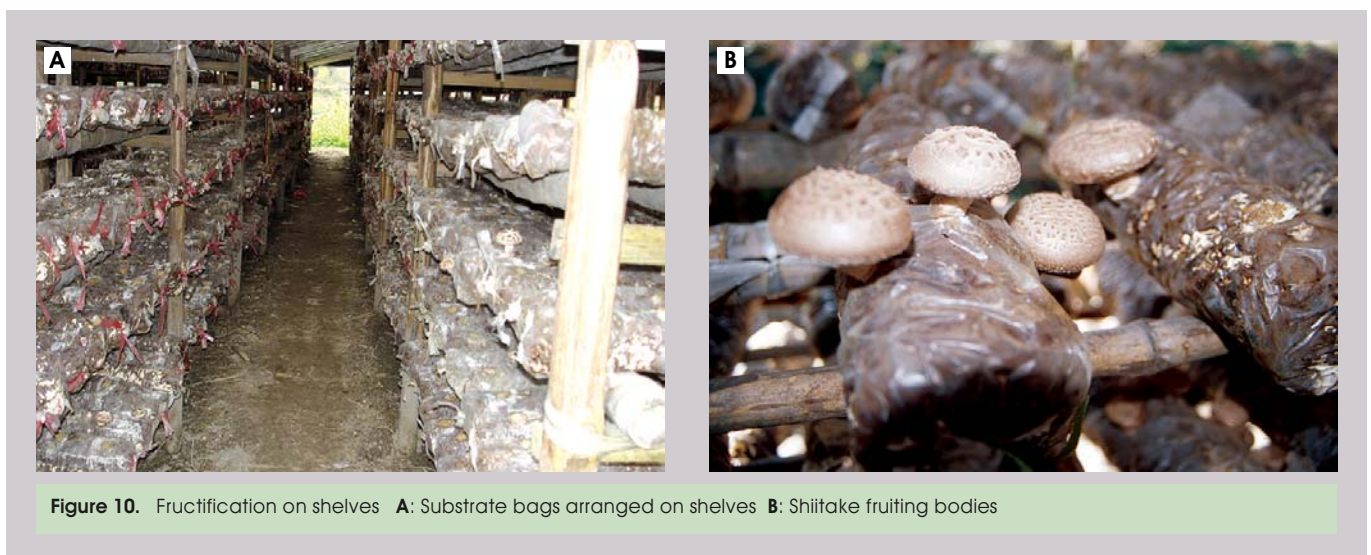 A
B
Figure 10. Fructification on shelves A: Substrate bags arranged on shelves B: Shiitake fruiting bodies